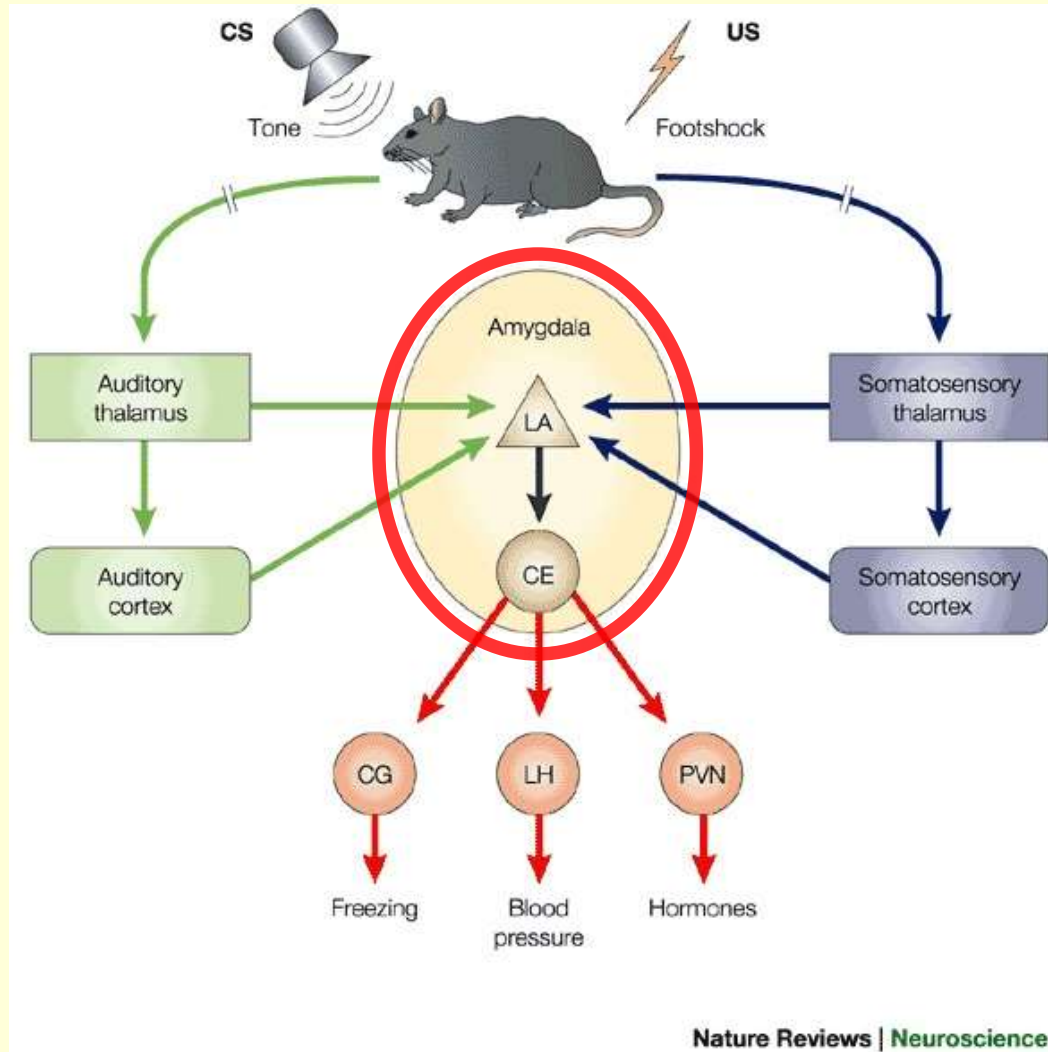 CS
US
Tone
Footshock
Amygdala
Auditory
thalamus
LA
Somatosensory
thalamus
Auditory
cortex
CE
Somatosensory
cortex
CG
LH
PVN
Freezing
Blood
pressure
Hormones
Nature Reviews | Neuroscience